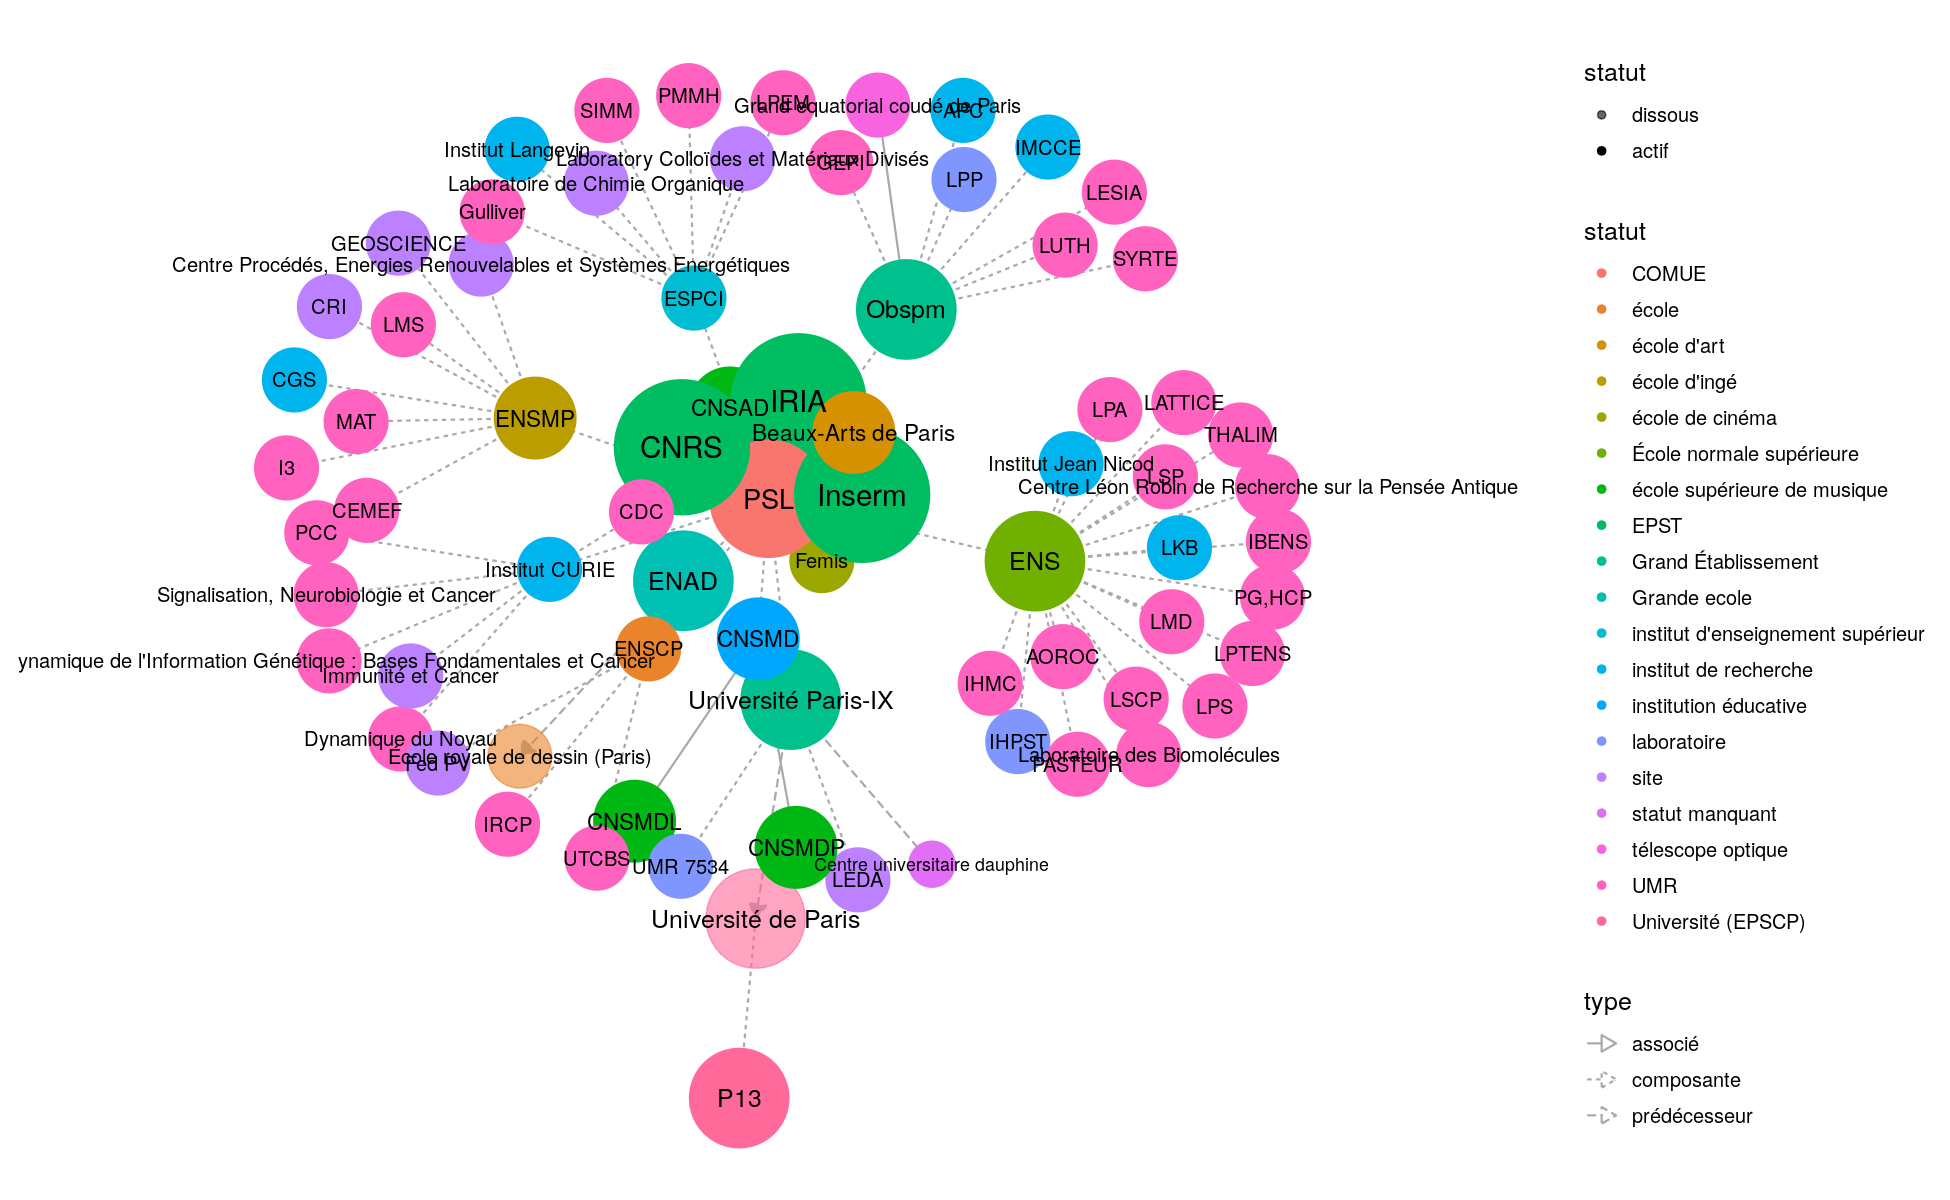 SIMM
PMMH
LPEM
Grand équatorial coudé de Paris
APC
IMCCE
Institut Langevin
Laboratory Colloïdes et Matériaux Divisés
GEPI
LPP
LESIA
Laboratoire de Chimie Organique
Gulliver
GEOSCIENCE
LUTH
SYRTE
Centre Procédés, Energies Renouvelables et Systèmes Energétiques
CRI
LMS
ESPCI
Obspm
CGS
MAT
ENSMP
CNSAD
IRIA
Beaux-Arts de Paris
CNRS
I3
PSL
Inserm
CDC
CEMEF
PCC
Femis
LPA
LATTICE
THALIM
Institut Jean Nicod
LSP
Centre Léon Robin de Recherche sur la Pensée Antique
LKB
IBENS
ENS
PG,HCP
LMD
LPTENS
AOROC
IHMC
LSCP
LPS
IHPST
Laboratoire des Biomolécules
PASTEUR
Institut CURIE
ENAD
Signalisation, Neurobiologie et Cancer
CNSMD
ENSCP
ynamique de l'Information Génétique : Bases Fondamentales et Cancer
Immunité et Cancer
Université Paris-IX
Dynamique du Noyau
École royale de dessin (Paris)
Fed PV
IRCP
CNSMDL
UTCBS
UMR 7534
CNSMDP
Centre universitaire dauphine
LEDA
Université de Paris
P13
statut
dissous
actif
statut
COMUE
école
école d'art
école d'ingé
école de cinéma
École normale supérieure
école supérieure de musique
EPST
Grand Établissement
Grande ecole
institut d'enseignement supérieur
institut de recherche
institution éducative
laboratoire
site
statut manquant
télescope optique
UMR
Université (EPSCP)
type
associé
composante
prédécesseur